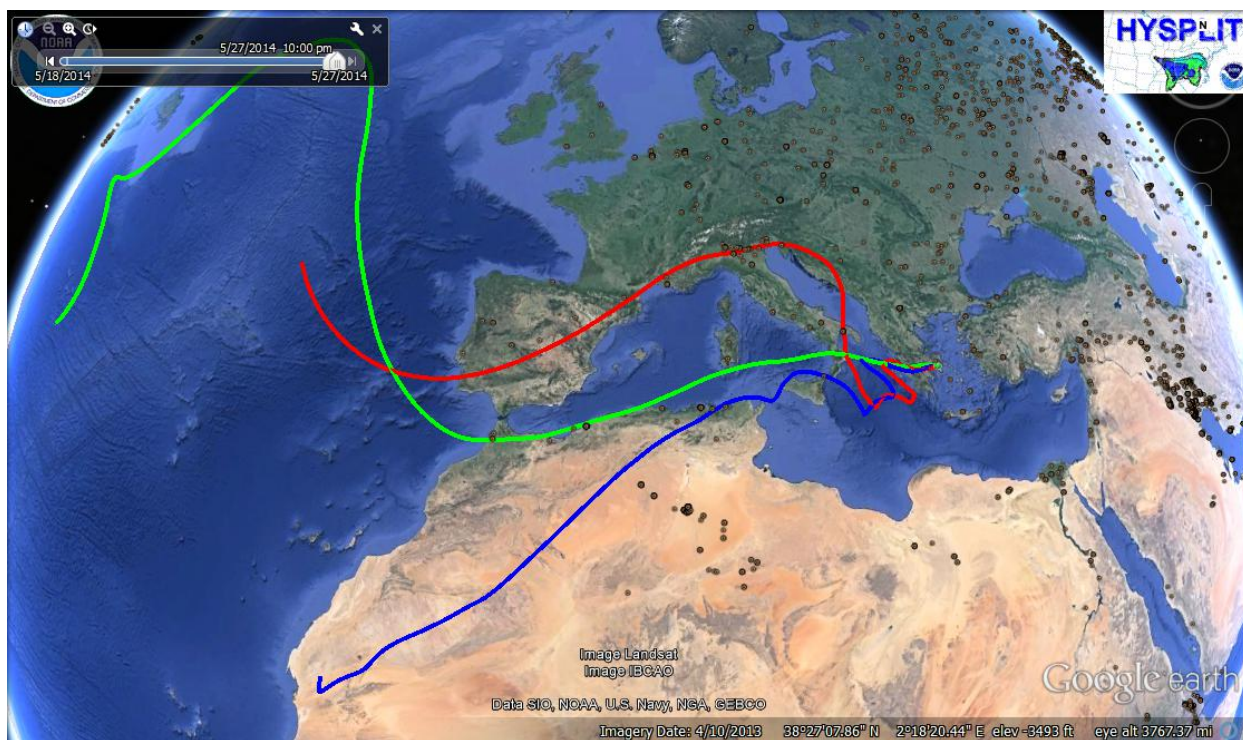 NOAA
5/27/2014 10:00 pm
5/18/2014
5/27/2014
HYSPLIT
N
Image Landsat
Image IBCAO
Data SIO, NOAA, U.S. Navy, NGA, GEBCO
Google earth
Imagery Date: 4/10/2013 38°27'07.86" N 2°18'20.44" E elev -3493 ft eye alt 3767.37 mi